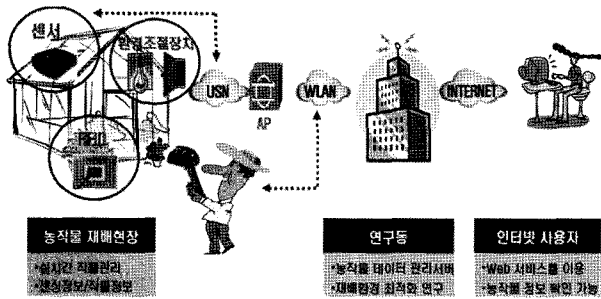 센서
환경조절장치
RFID
USN
AP
WLAN
INTERNET
농작물 재배현장
•실시간 작물관리
•센싱정보/작물정보
연구동
•농작물 데이터 관리서버
•재배환경 최적화 연구
인터넷 사용자
•Web 서비스를 이용
•농작물 정보 확인 가능